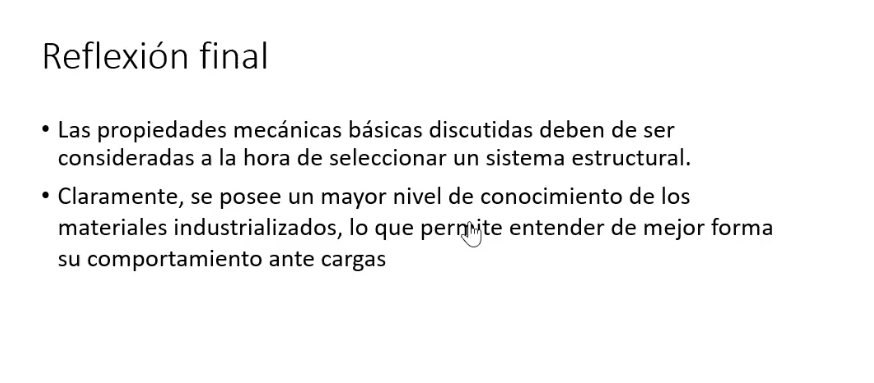 Reflexión final
• Las propiedades mecánicas básicas discutidas deben de ser
consideradas a la hora de seleccionar un sistema estructural.
• Claramente, se posee un mayor nivel de conocimiento de los
materiales industrializados, lo que permite entender de mejor forma
su comportamiento ante cargas